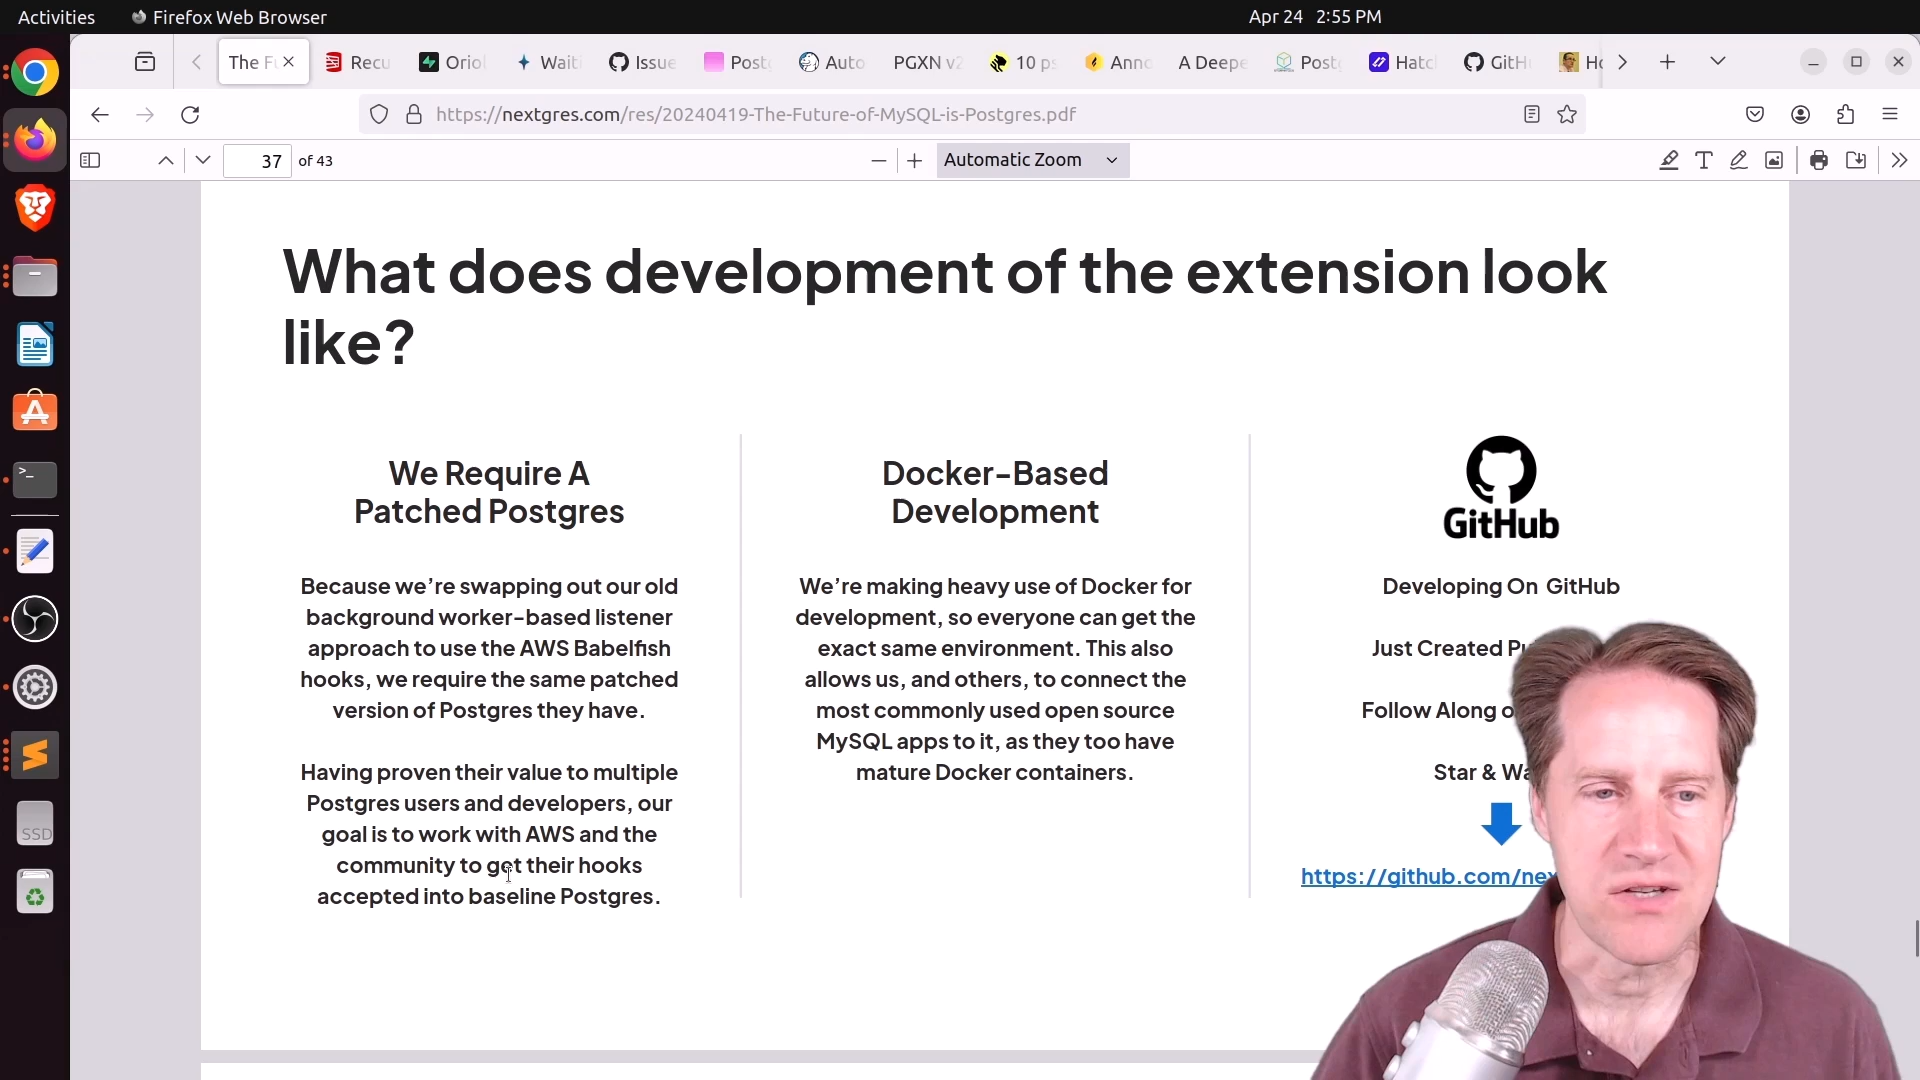 Activities
Firefox Web Browser
Apr 24 2:55 PM
The F
Recu
Oriol
Wait
Issue
Post
Auto
PGXN v2
10 ps
Anno
A Deepe
Post
Hatc
GitH
Ho
https://nextgres.com/res/20240419-The-Future-of-MySQL-is-Postgres.pdf
37 of 43
Automatic Zoom
What does development of the extension look
like?
We Require A
Patched Postgres
Because we’re swapping out our old
background worker-based listener
approach to use the AWS Babelfish
hooks, we require the same patched
version of Postgres they have.
Having proven their value to multiple
Postgres users and developers, our
goal is to work with AWS and the
community to get their hooks
accepted into baseline Postgres.
Docker-Based
Development
We’re making heavy use of Docker for
development, so everyone can get the
exact same environment. This also
allows us, and others, to connect the
most commonly used open source
MySQL apps to it, as they too have
mature Docker containers.
GitHub
Developing On GitHub
Just Created
Follow Along
Star &
https://github.com/nex
SSD